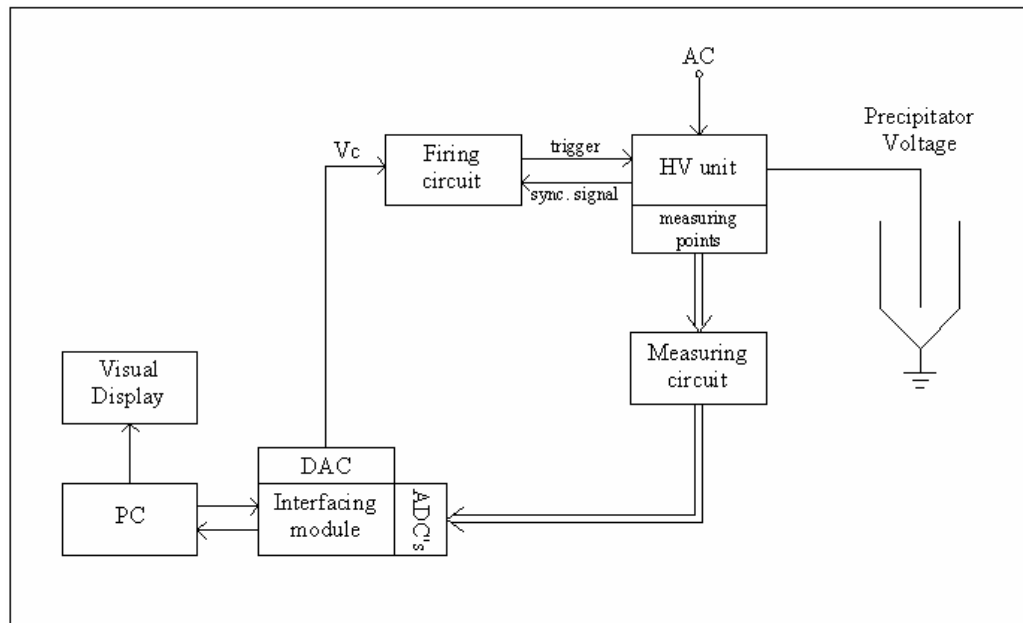 AC
Precipitator
Voltage
Vc
Firing
circuit
trigger
sync. signal
HV unit
measuring
points
Measuring
circuit
Visual
Display
DAC
PC
Interfacing
module
ADC's